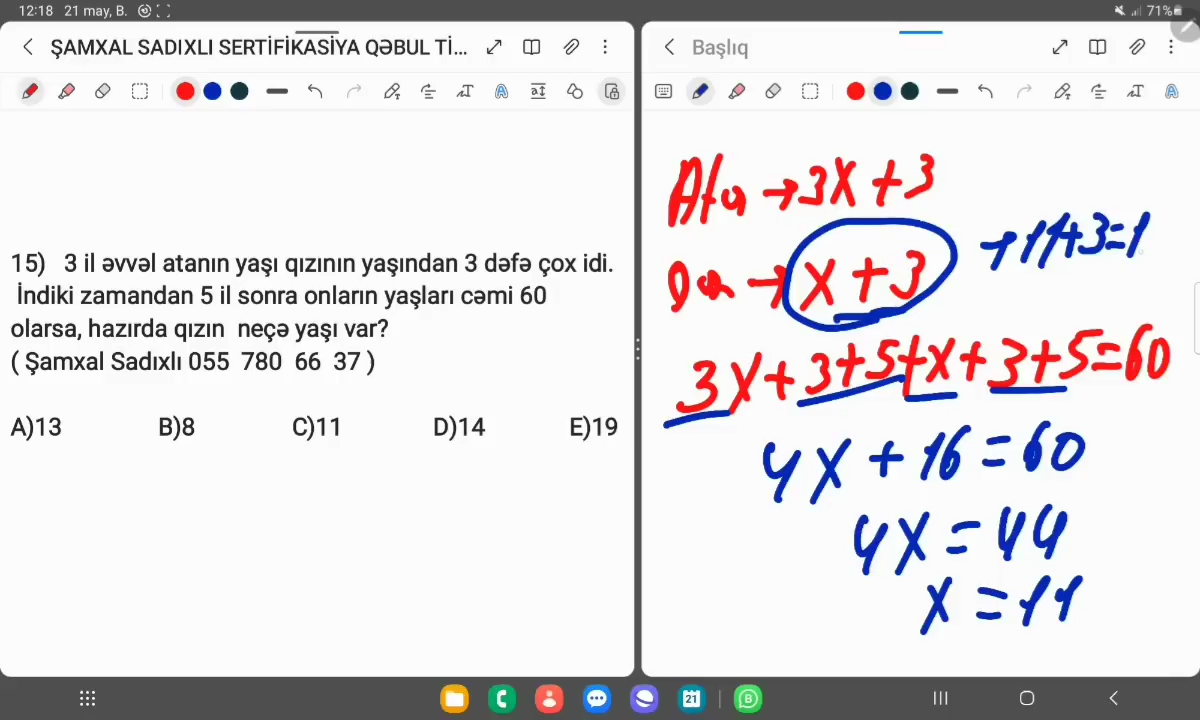 12:18 21 may, B. 71%
ŞAMXAL SADIXLI SERTİFİKASİYA QƏBUL Tİ...
15) 3 il əvvəl atanın yaşı qızının yaşından 3 dəfə çox idi.
İndiki zamandan 5 il sonra onların yaşları cəmi 60
olarsa, hazırda qızın neçə yaşı var?
( Şamxal Sadıxlı 055 780 66 37 )
A)13 B)8 C)11 D)14 E)19
Başlıq
Ata → 3x + 3
→ x + 3 → 11+3=1
3x + 3 + 5 + x + 3 + 5 = 60
4x + 16 = 60
4x = 44
x = 11
21